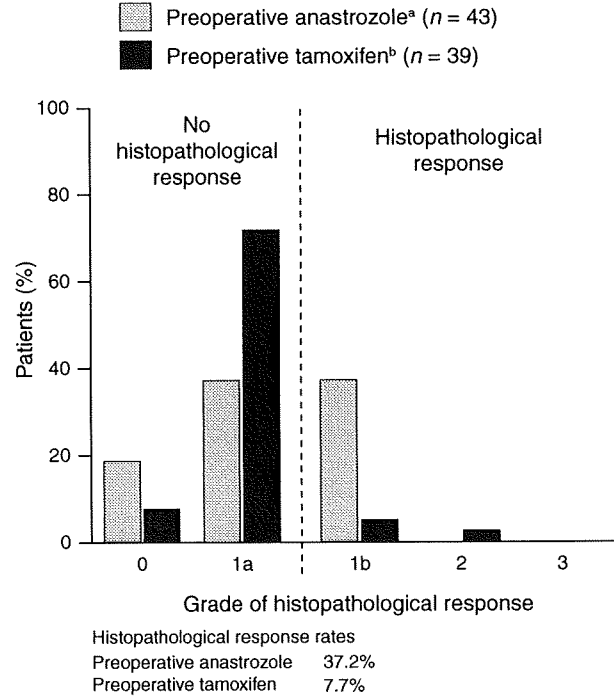 Preoperative anastrozoleᵃ (n = 43)
Preoperative tamoxifenᵇ (n = 39)
100
80
60
40
20
0
Patients (%)
No
histopathological
response
Histopathological
response
0 1a 1b 2 3
Grade of histopathological response
Histopathological response rates
Preoperative anastrozole 37.2%
Preoperative tamoxifen 7.7%